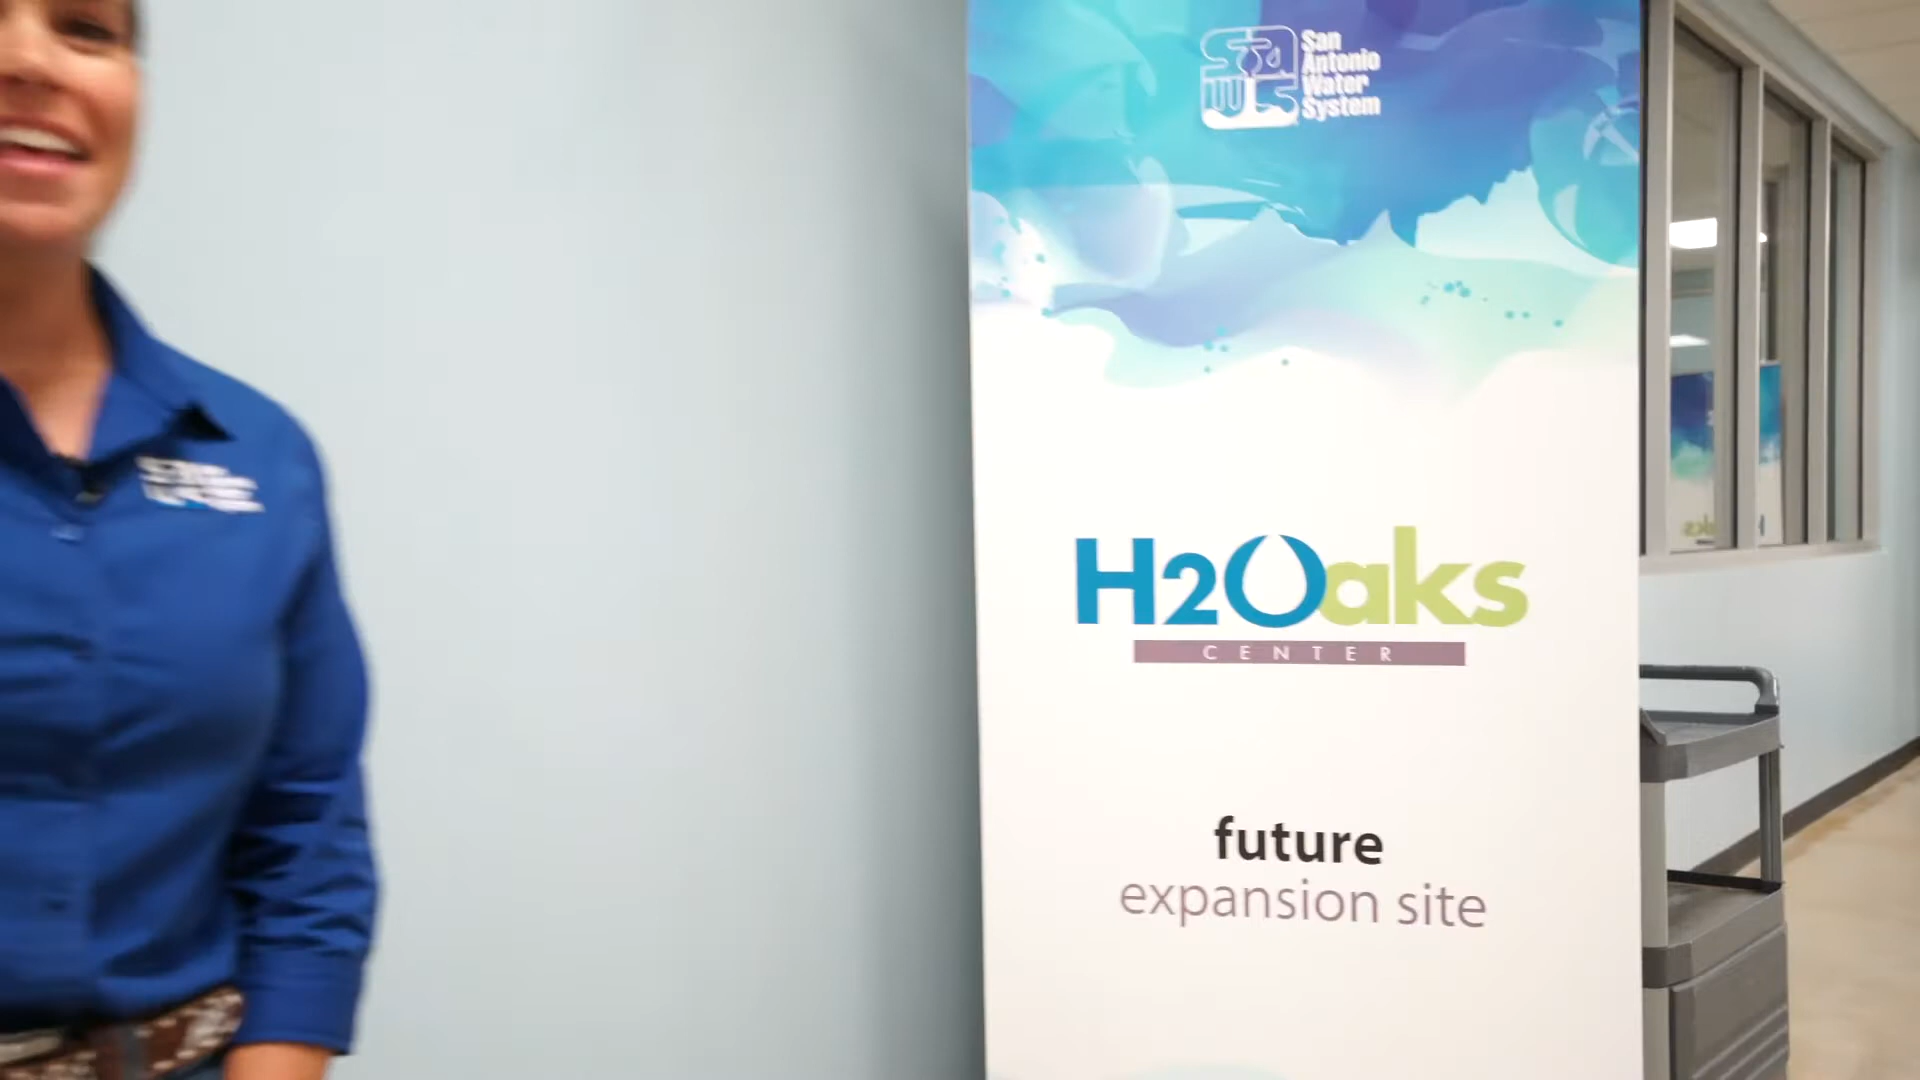 San
Antonio
Water
System
H2Oaks
CENTER
future
expansion site